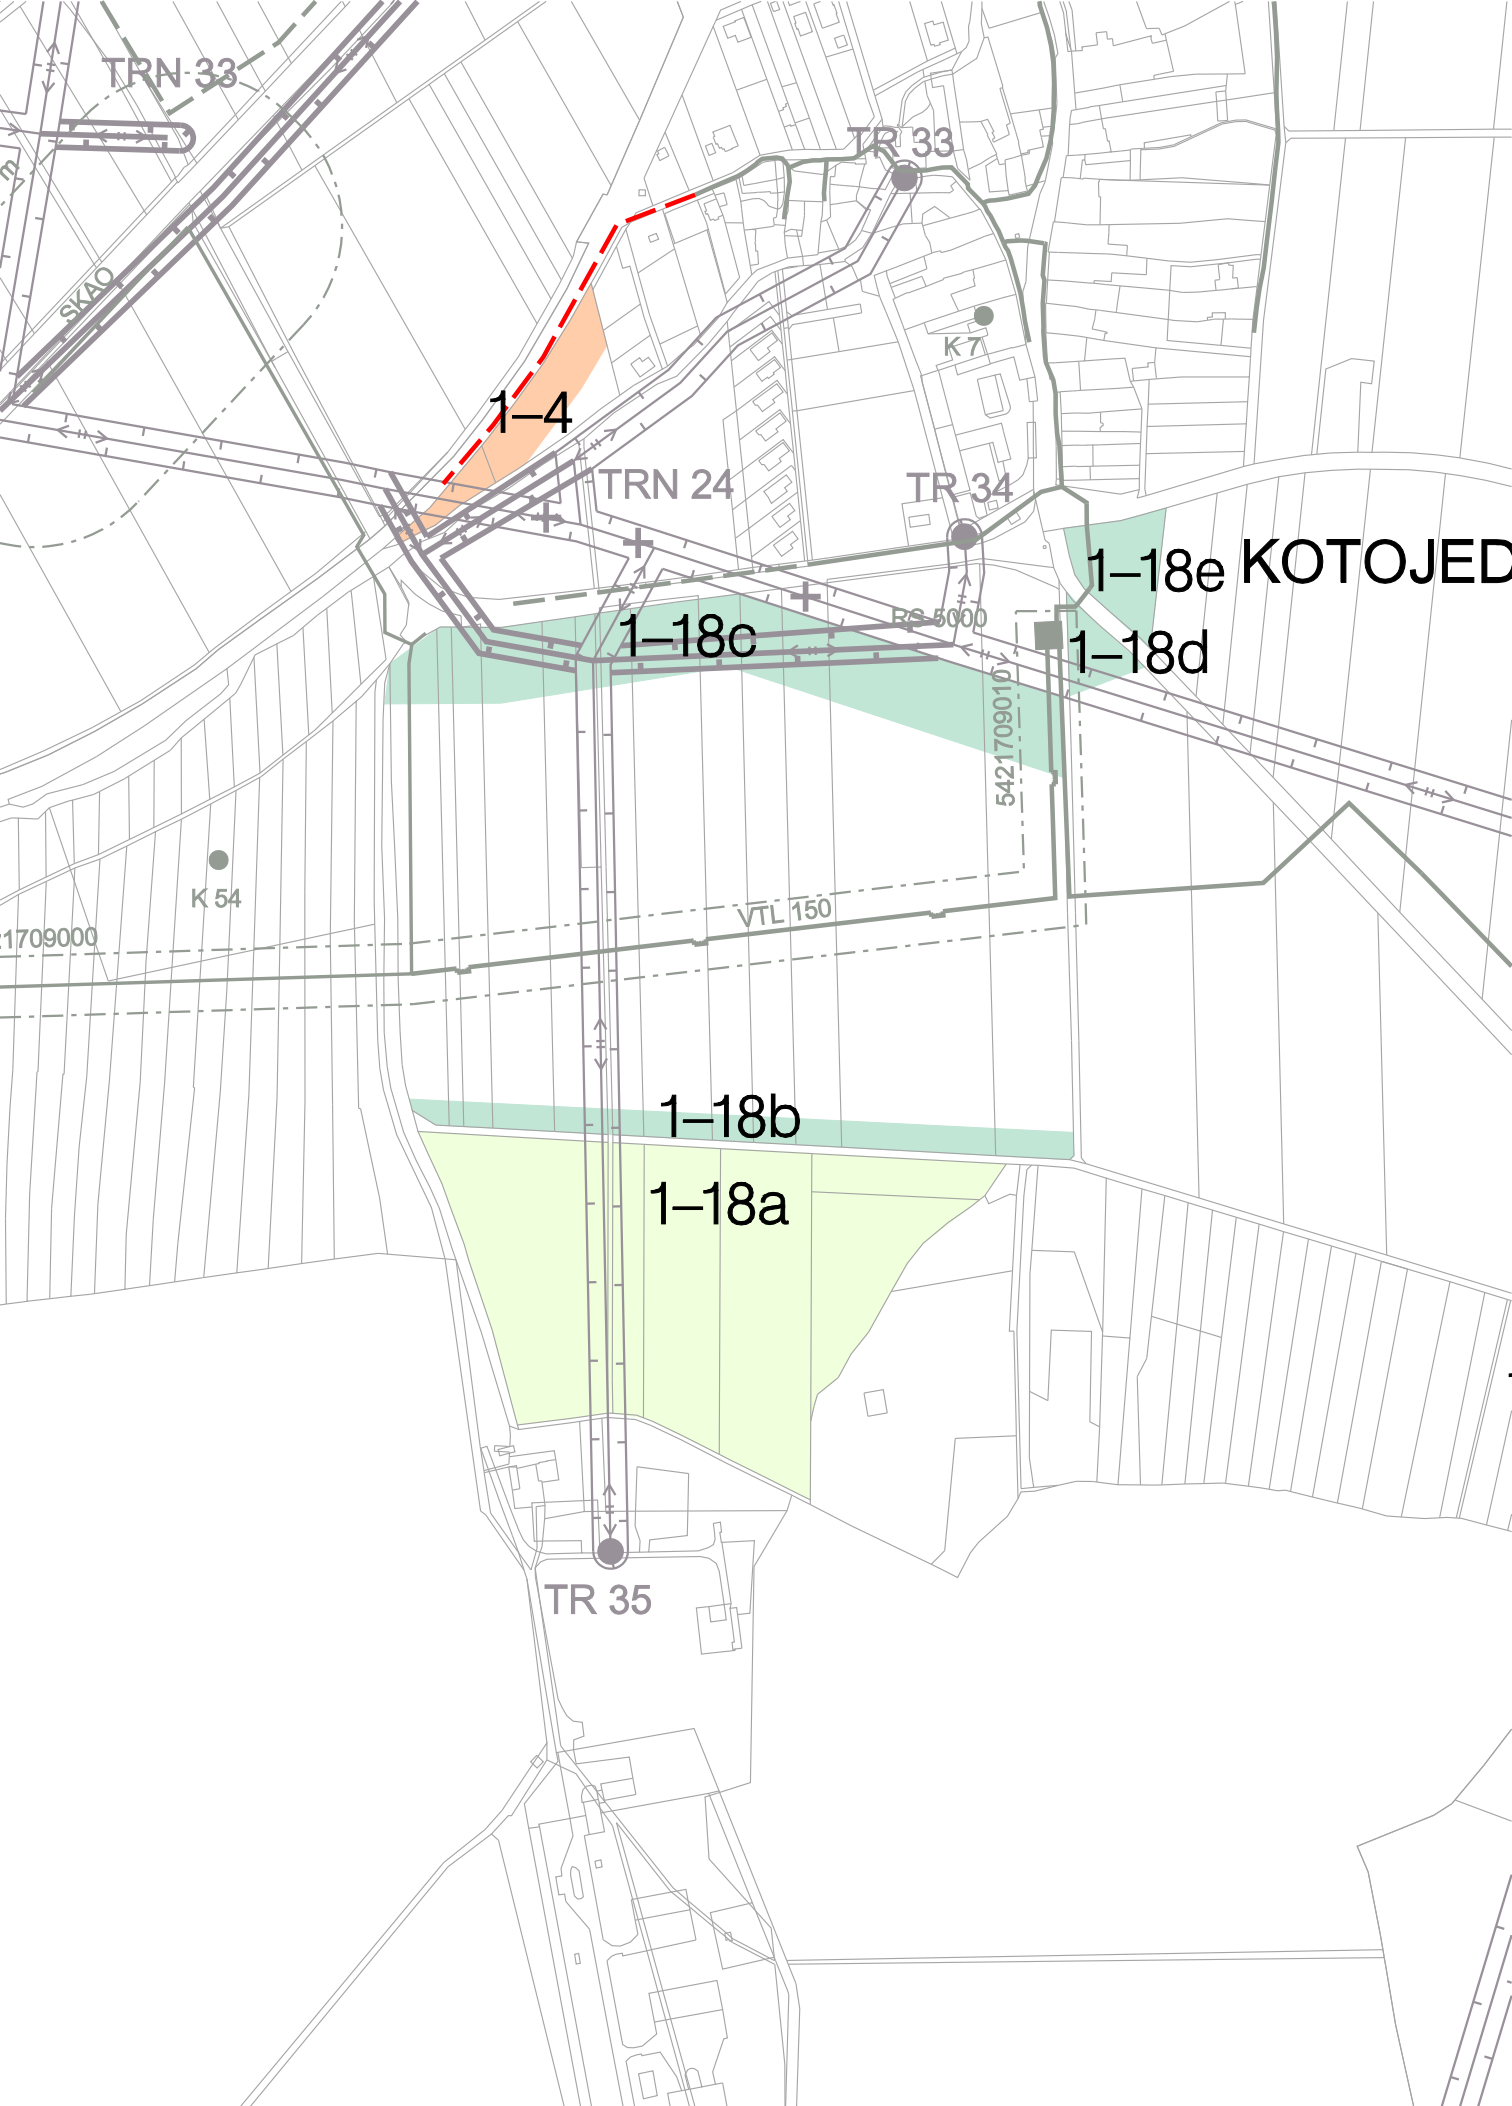 TRN 33
TR 33
SKAO
K 7
1–4
TRN 24
TR 34
1–18e
KOTOJED
RS 5000
1–18c
1–18d
5421709010
K 54
VTL 150
1709000
1–18b
1–18a
TR 35